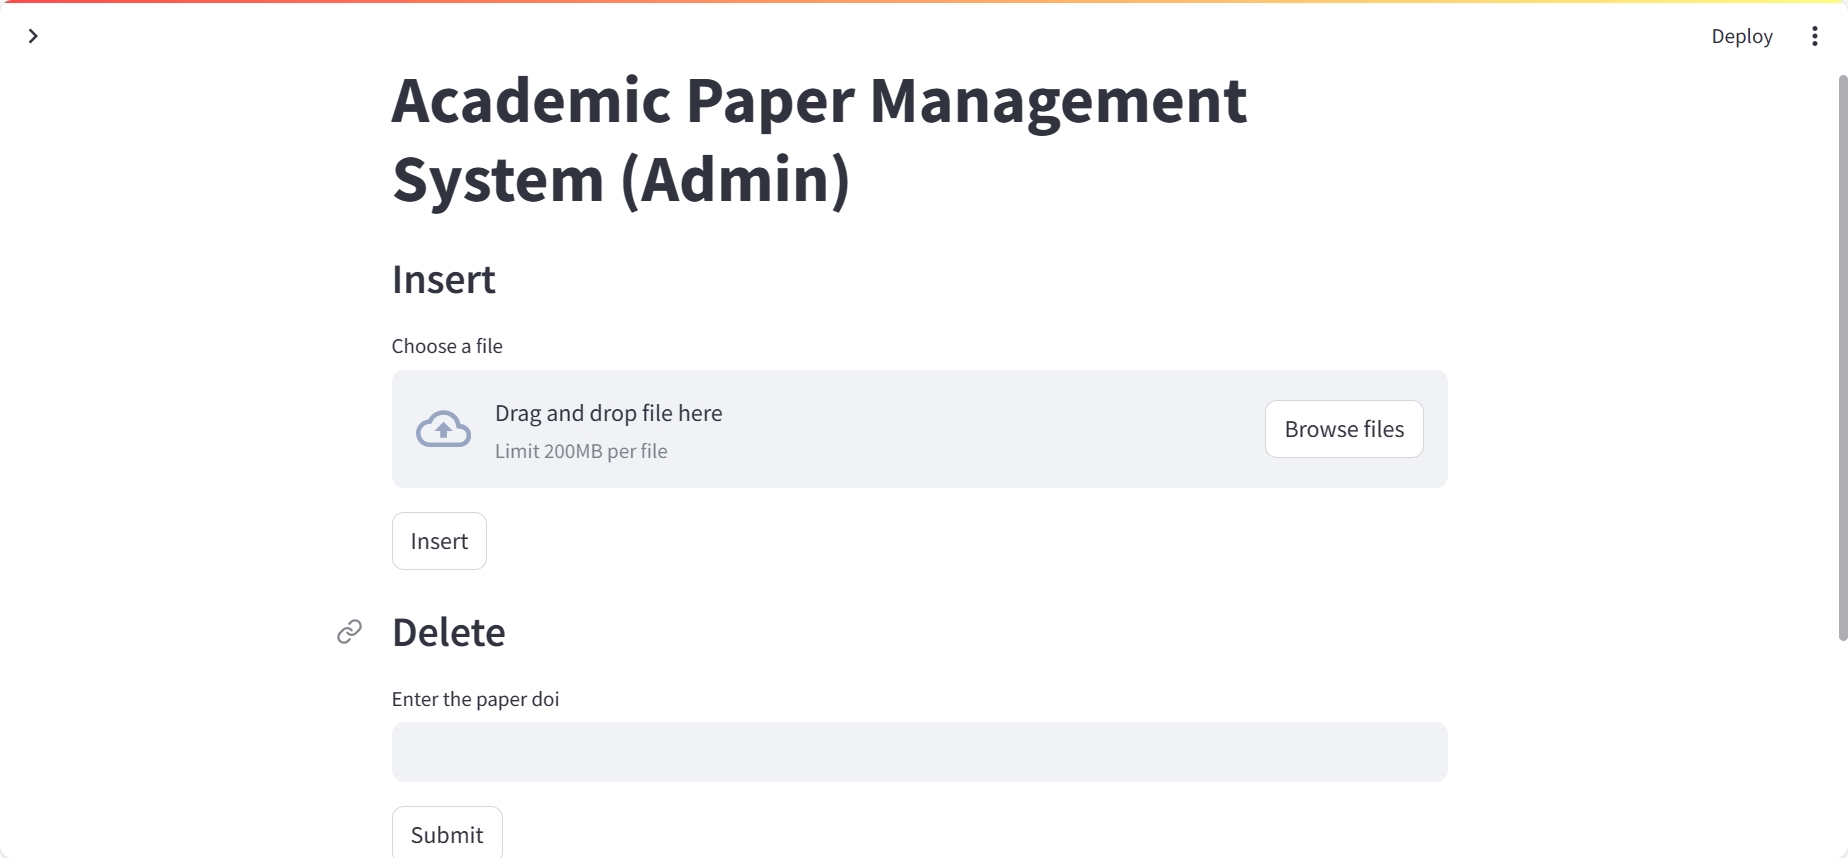 Deploy
Academic Paper Management
System (Admin)
Insert
Choose a file
Drag and drop file here
Limit 200MB per file
Browse files
Insert
Delete
Enter the paper doi
Submit